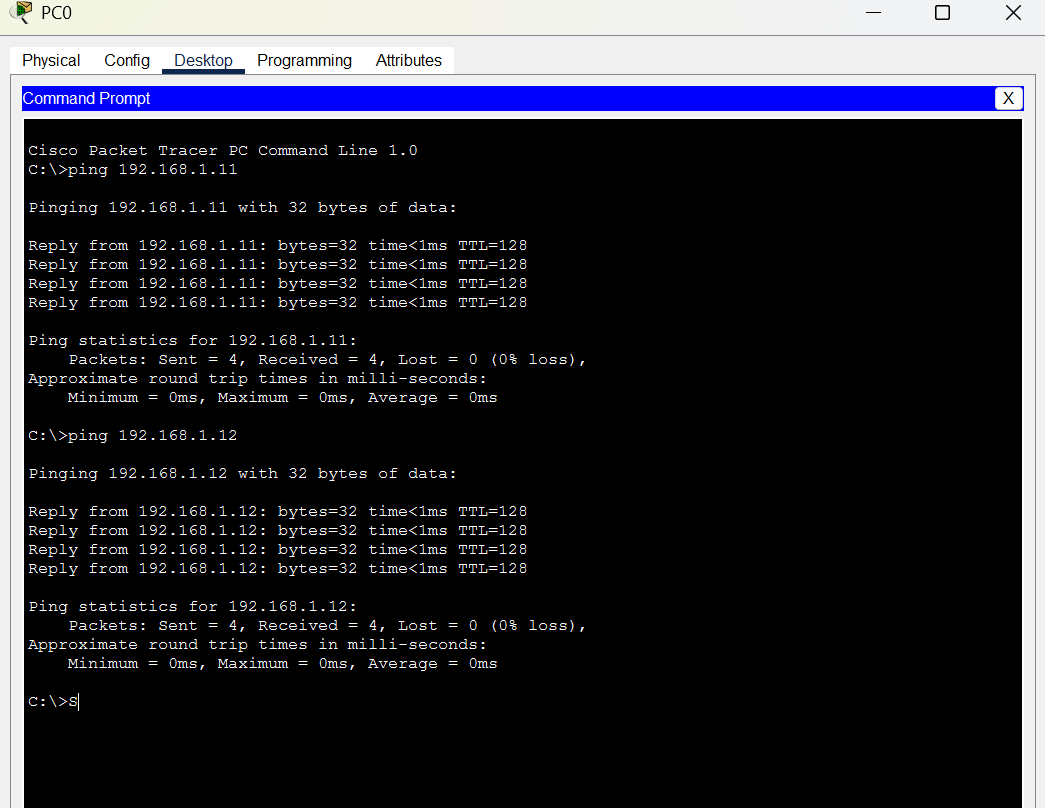 PC0
Physical Config Desktop Programming Attributes
Command Prompt X
Cisco Packet Tracer PC Command Line 1.0
C:\>ping 192.168.1.11
Pinging 192.168.1.11 with 32 bytes of data:
Reply from 192.168.1.11: bytes=32 time<1ms TTL=128
Reply from 192.168.1.11: bytes=32 time<1ms TTL=128
Reply from 192.168.1.11: bytes=32 time<1ms TTL=128
Reply from 192.168.1.11: bytes=32 time<1ms TTL=128
Ping statistics for 192.168.1.11:
Packets: Sent = 4, Received = 4, Lost = 0 (0% loss),
Approximate round trip times in milli-seconds:
Minimum = 0ms, Maximum = 0ms, Average = 0ms
C:\>ping 192.168.1.12
Pinging 192.168.1.12 with 32 bytes of data:
Reply from 192.168.1.12: bytes=32 time<1ms TTL=128
Reply from 192.168.1.12: bytes=32 time<1ms TTL=128
Reply from 192.168.1.12: bytes=32 time<1ms TTL=128
Reply from 192.168.1.12: bytes=32 time<1ms TTL=128
Ping statistics for 192.168.1.12:
Packets: Sent = 4, Received = 4, Lost = 0 (0% loss),
Approximate round trip times in milli-seconds:
Minimum = 0ms, Maximum = 0ms, Average = 0ms
C:\>S